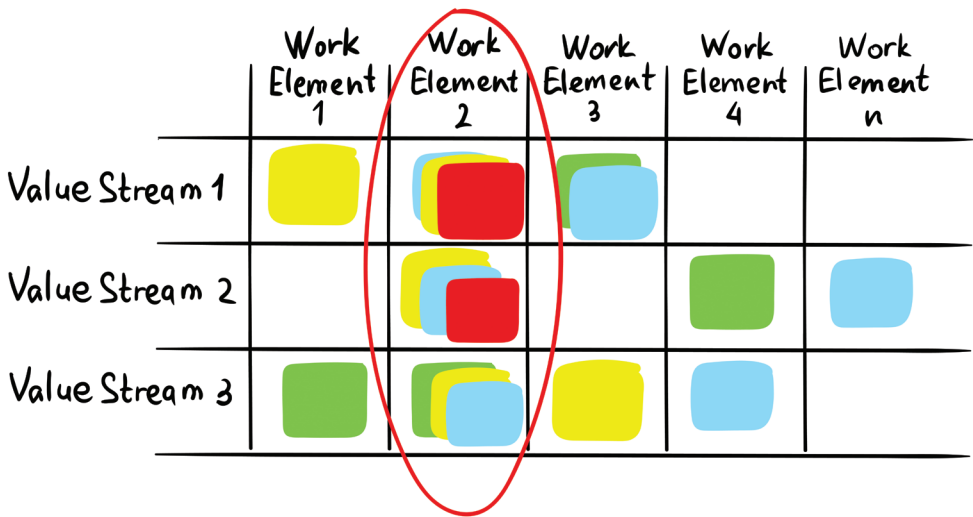 Work Element 1
Work Element 2
Work Element 3
Work Element 4
Work Element n
Value Stream 1
Value Stream 2
Value Stream 3